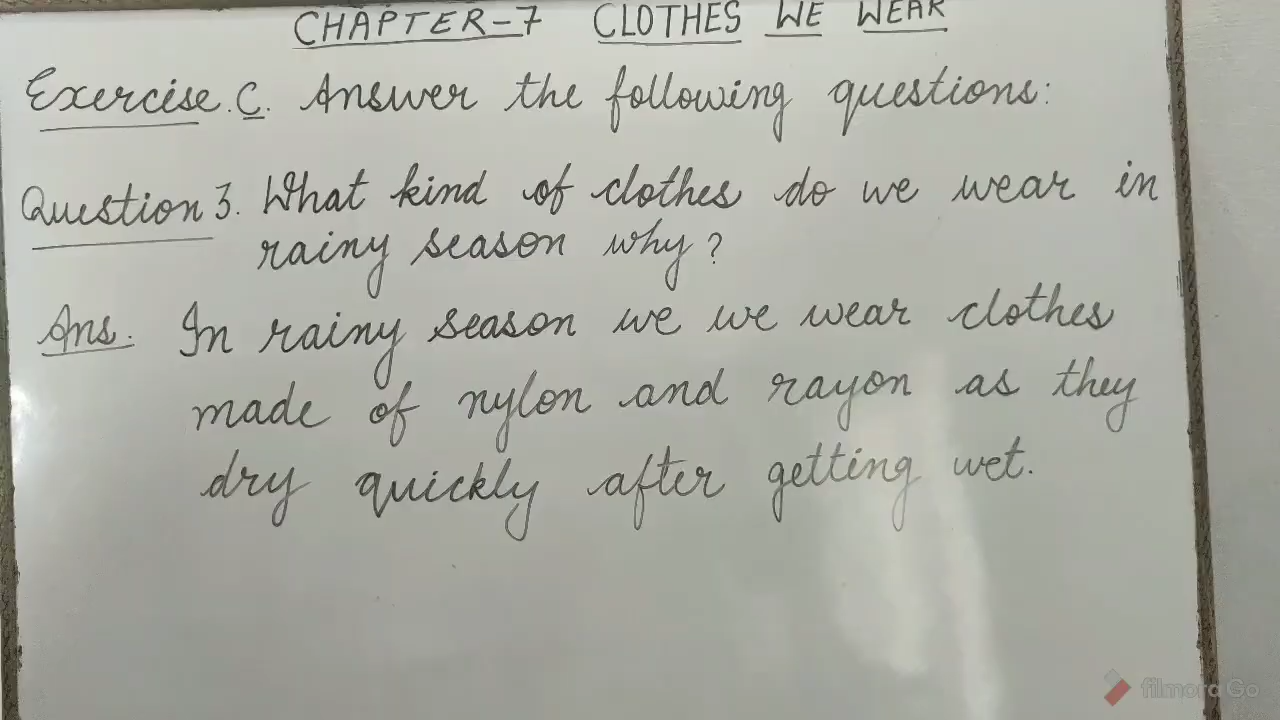 CHAPTER-7 CLOTHES WE WEAR
Exercise.C. Answer the following questions:
Question 3. What kind of clothes do we wear in
rainy season why?
Ans. In rainy season we we wear clothes
made of nylon and rayon as they
dry quickly after getting wet.
filmora Go